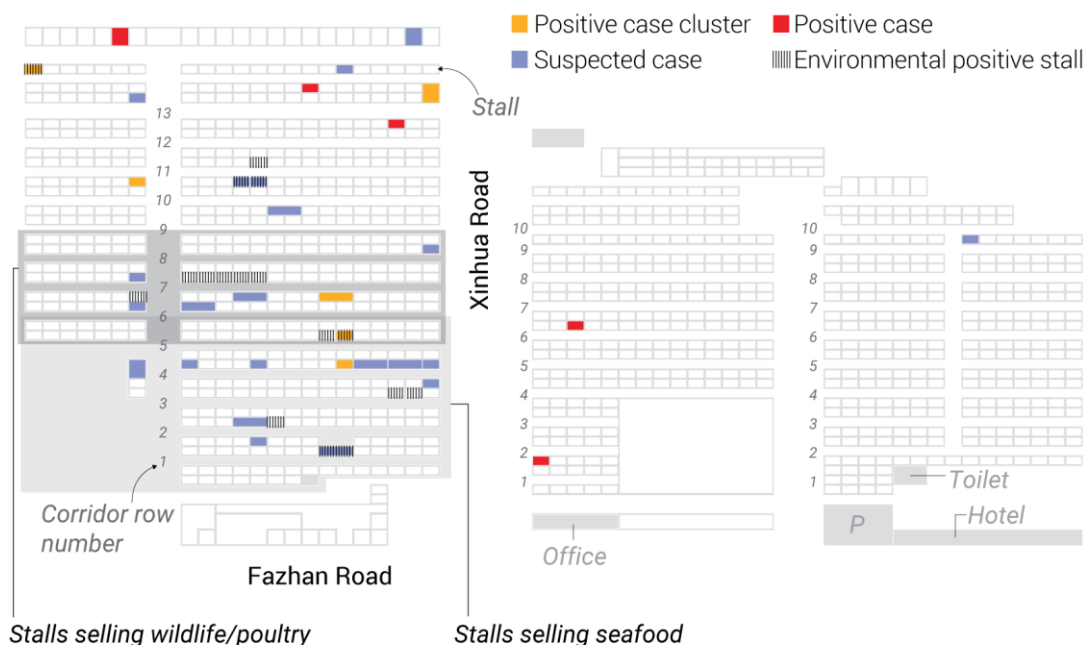 Positive case cluster
Positive case
Suspected case
Environmental positive stall
Stall
13
12
11
10
9
8
7
6
5
4
3
2
1
Xinhua Road
10
9
8
7
6
5
4
3
2
1
10
9
8
7
6
5
4
3
2
1
Toilet
Hotel
P
Office
Corridor row
number
Fazhan Road
Stalls selling wildlife/poultry
Stalls selling seafood